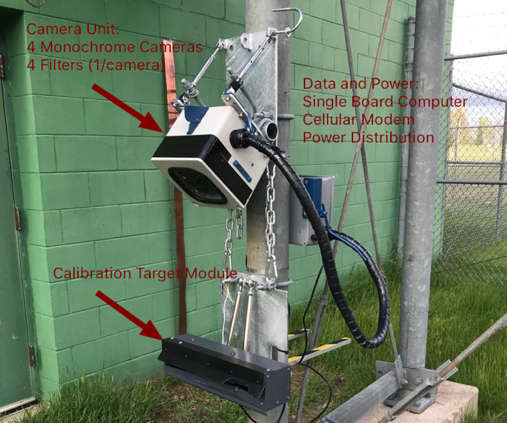 Camera Unit:
4 Monochrome Cameras
4 Filters (1/camera)
Data and Power:
Single Board Computer
Cellular Modem
Power Distribution
Calibration Target Module